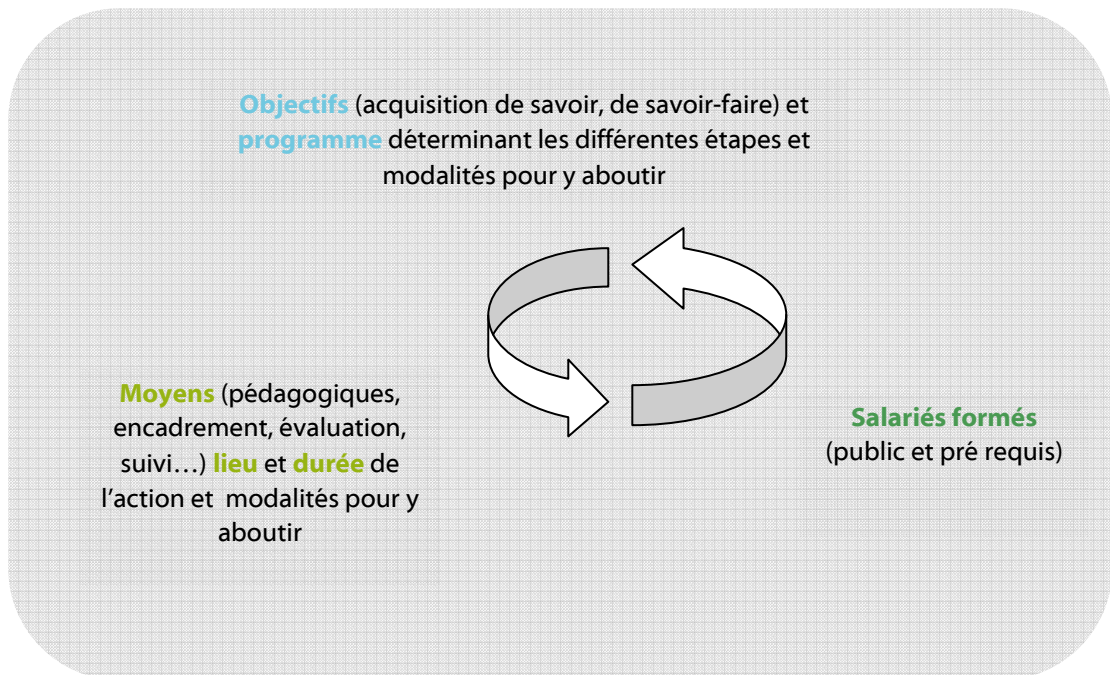 Objectifs (acquisition de savoir, de savoir-faire) et
programme déterminant les différentes étapes et
modalités pour y aboutir
Moyens (pédagogiques,
encadrement, évaluation,
suivi…) lieu et durée de
l’action et  modalités pour y
aboutir
Salariés formés
(public et pré requis)